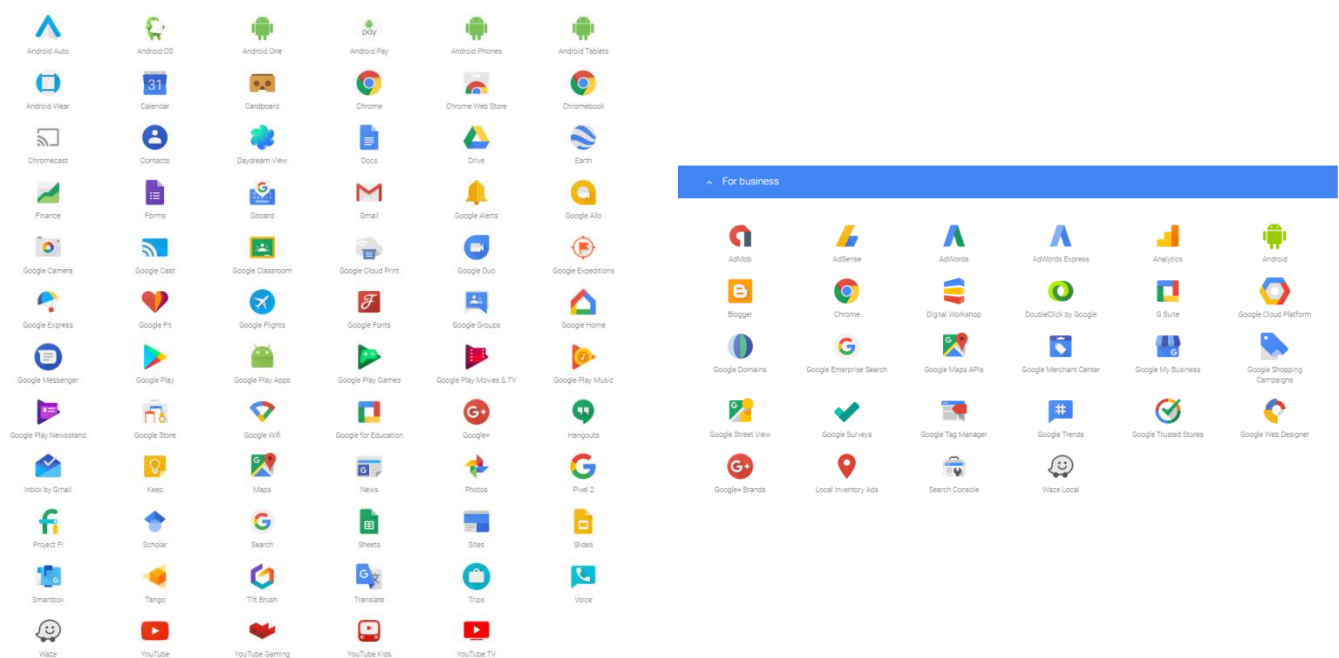 Android Auto
Android OS
Android One
Android Pay
Android Phones
Android Tablets
Android Wear
Calendar
Cardboard
Chrome
Chrome Web Store
Chromebook
Chromecast
Contacts
Daydream View
Docs
Drive
Earth
Finance
Forms
Gboard
Gmail
Google Alerts
Google Allo
Google Camera
Google Cast
Google Classroom
Google Cloud Print
Google Duo
Google Expeditions
Google Express
Google Fit
Google Flights
Google Fonts
Google Groups
Google Home
Google Messenger
Google Play
Google Play Apps
Google Play Games
Google Play Movies & TV
Google Play Music
Google Play Newsstand
Google Store
Google Wifi
Google for Education
Google+
Hangouts
Inbox by Gmail
Keep
Maps
News
Photos
Pixel 2
Project Fi
Scholar
Search
Sheets
Sites
Slides
Smartbox
Tango
Tilt Brush
Translate
Trips
Voice
Waze
YouTube
YouTube Gaming
YouTube Kids
YouTube TV
For business
AdMob
AdSense
AdWords
AdWords Express
Analytics
Android
Blogger
Chrome
Digital Workshop
DoubleClick by Google
G Suite
Google Cloud Platform
Google Domains
Google Enterprise Search
Google Maps APIs
Google Merchant Center
Google My Business
Google Shopping
Campaigns
Google Street View
Google Surveys
Google Tag Manager
Google Trends
Google Trusted Stores
Google Web Designer
Google+ Brands
Local Inventory Ads
Search Console
Waze Local